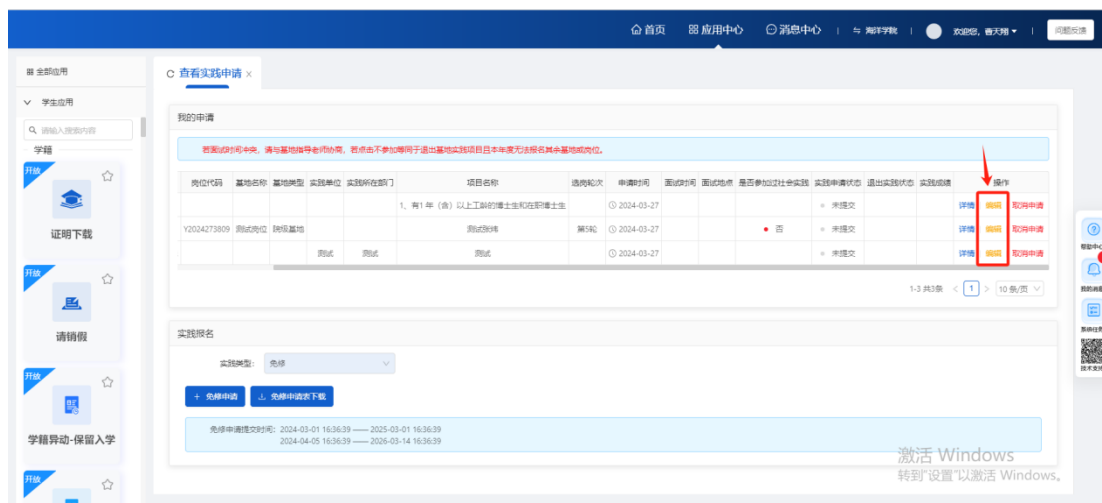 首页 应用中心 消息中心 | 海洋学院 | 欢迎您, 曹天翔 | 问题反馈
全部应用
查看实践申请 ×
学生应用
请输入搜索内容
学籍
开放
证明下载
开放
请销假
开放
学籍异动-保留入学
开放
我的申请
若面试时间冲突，请与基地指导老师协商，若点击不参加等同于退出基地实践项目且本年度无法报名其余基地或岗位。
岗位代码 基地名称 基地类型 实践单位 实践所在部门 项目名称 选岗轮次 申请时间 面试时间 面试地点 是否参加过社会实践 实践申请状态 退出实践状态 实践成绩 操作
1、有1 年（含）以上工龄的博士生和在职博士生 2024-03-27 未提交 详情 编辑 取消申请
Y2024273809 测试岗位 院级基地 测试张炜 第5轮 2024-03-27 否 未提交 详情 编辑 取消申请
测试 测试 测试 2024-03-27 未提交 详情 编辑 取消申请
1-3 共3条 < 1 > 10 条/页
实践报名
实践类型: 免修
+ 免修申请 免修申请表下载
免修申请提交时间: 2024-03-01 16:36:39 —— 2025-03-01 16:36:39
2024-04-05 16:36:39 —— 2026-03-14 16:36:39
帮助中心
我的消息
系统任务
技术支持
激活 Windows
转到"设置"以激活 Windows。